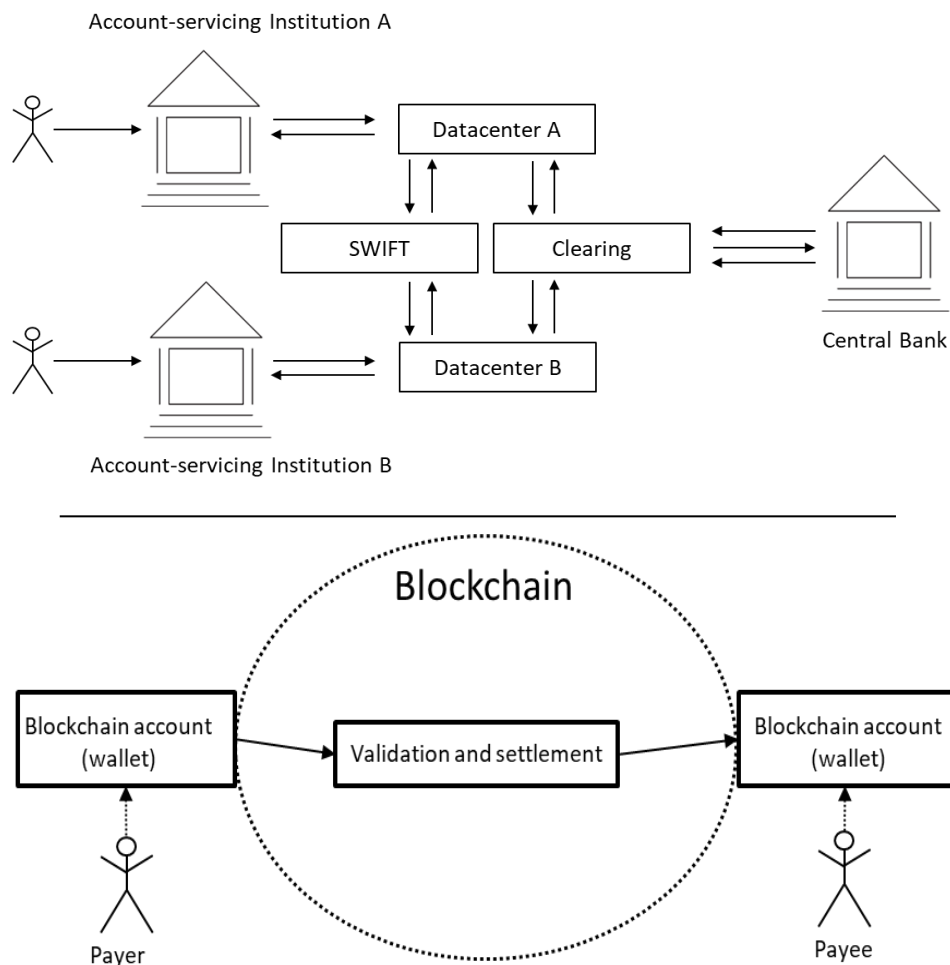 Account-servicing Institution A
Datacenter A
SWIFT
Clearing
Central Bank
Datacenter B
Account-servicing Institution B
Blockchain
Blockchain account
(wallet)
Validation and settlement
Blockchain account
(wallet)
Payer
Payee